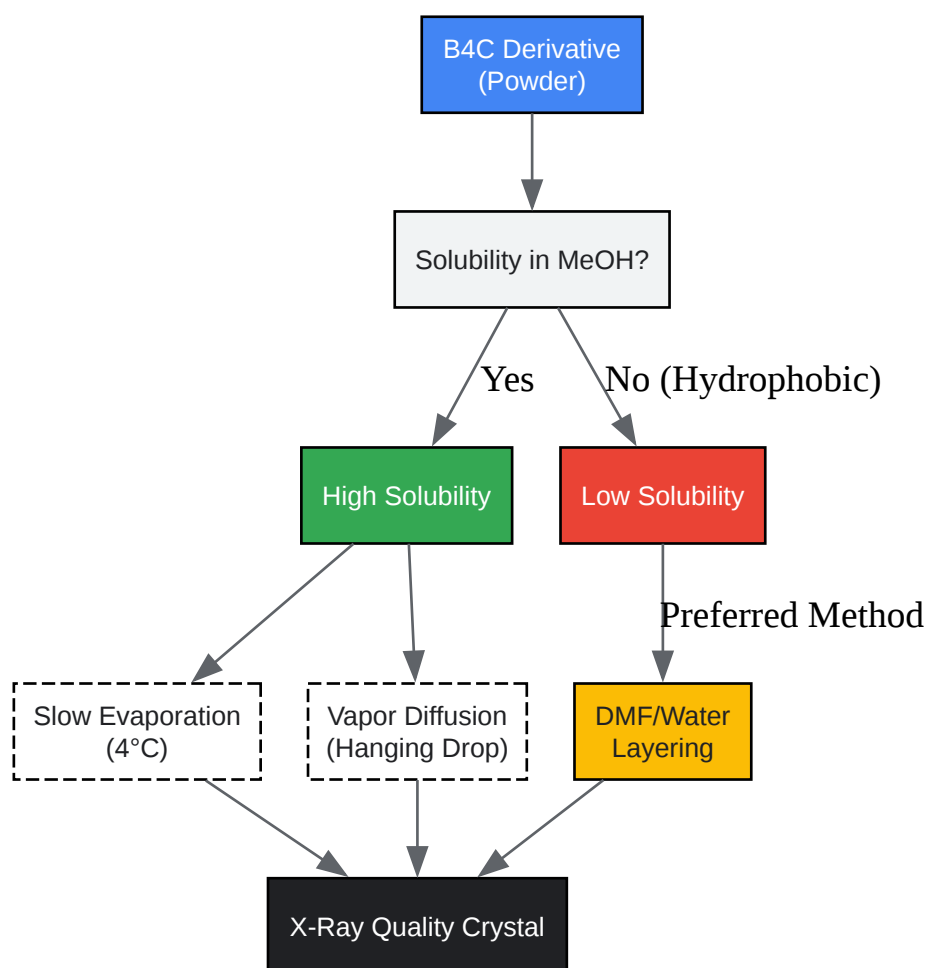 B4C Derivative
(Powder)
Solubility in MeOH?
Yes
No (Hydrophobic)
High Solubility
Low Solubility
Preferred Method
Slow Evaporation
(4°C)
Vapor Diffusion
(Hanging Drop)
DMF/Water
Layering
X-Ray Quality Crystal